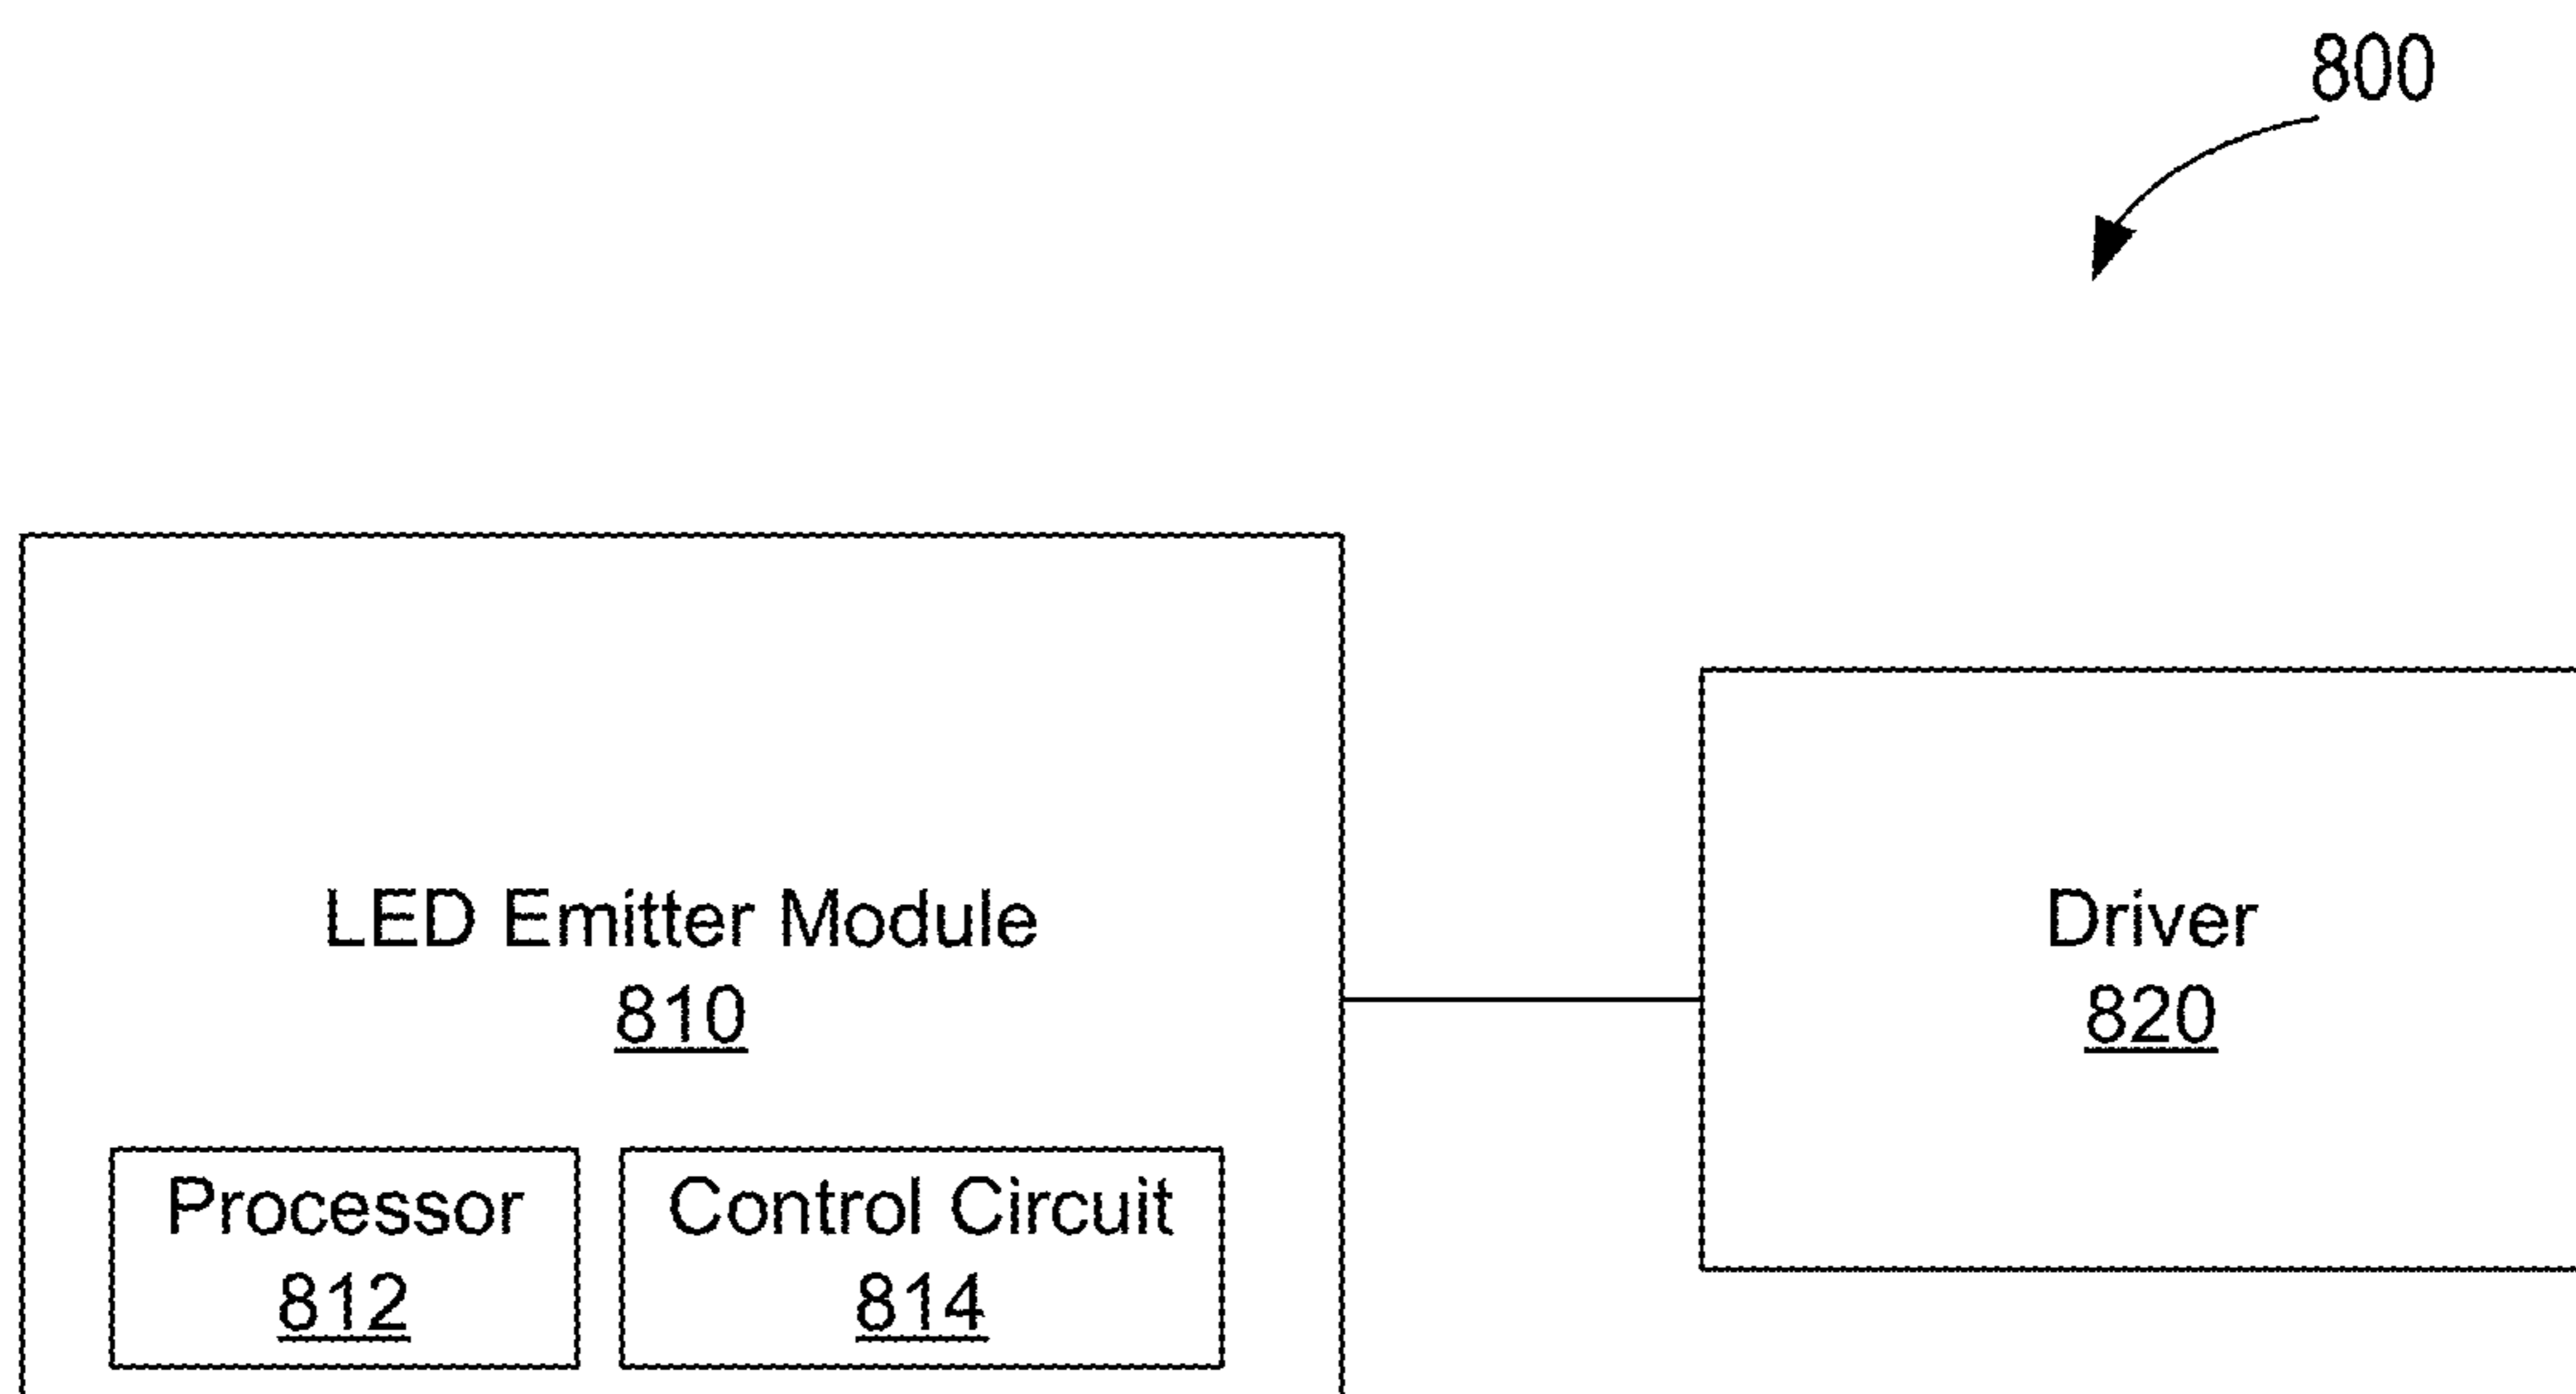 800
LED Emitter Module
810
Driver
820
Processor
812
Control Circuit
814